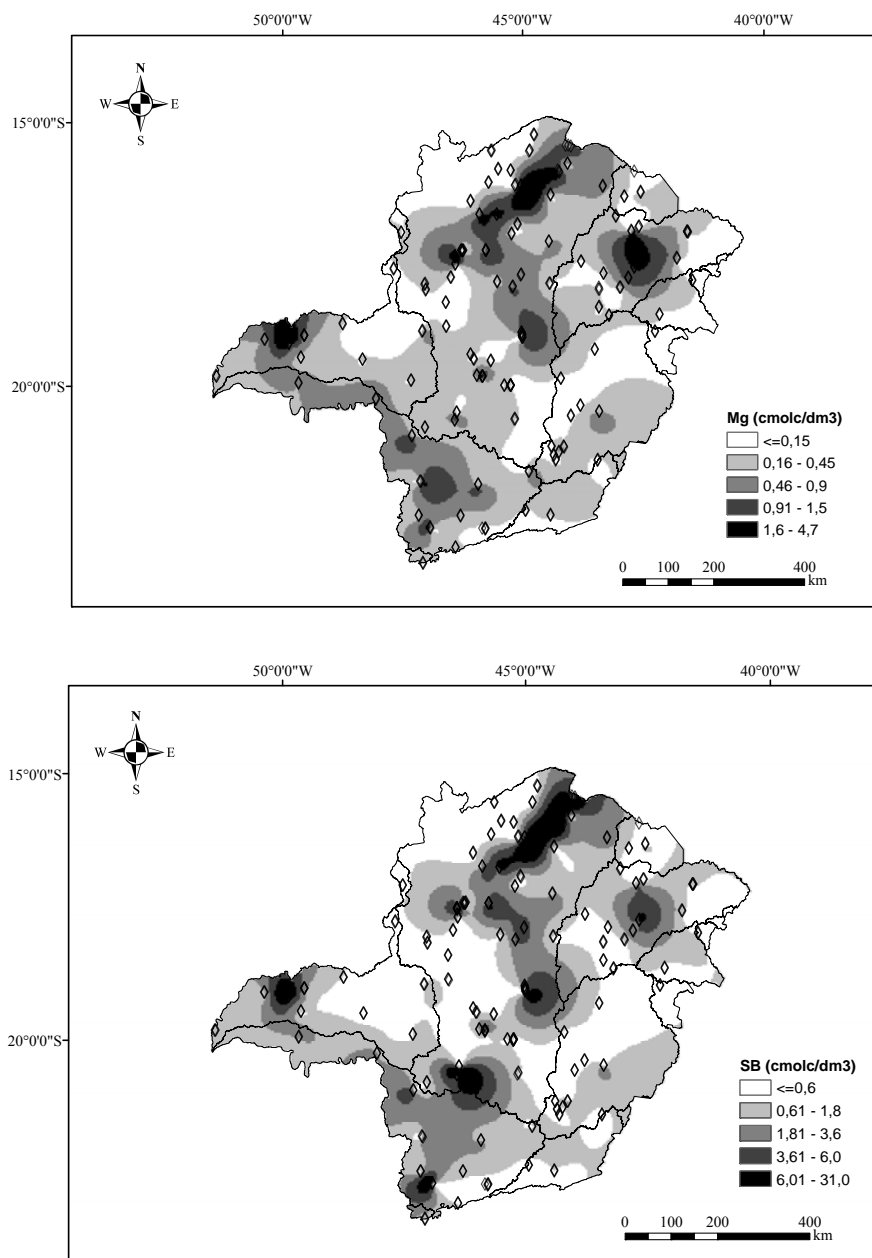 50°0'0"W 45°0'0"W 40°0'0"W
N
W E
S
15°0'0"S
20°0'0"S
Mg (cmolc/dm3)
<=0,15
0,16 - 0,45
0,46 - 0,9
0,91 - 1,5
1,6 - 4,7
0 100 200 400
km
50°0'0"W 45°0'0"W 40°0'0"W
N
W E
S
15°0'0"S
20°0'0"S
SB (cmolc/dm3)
<=0,6
0,61 - 1,8
1,81 - 3,6
3,61 - 6,0
6,01 - 31,0
0 100 200 400
km